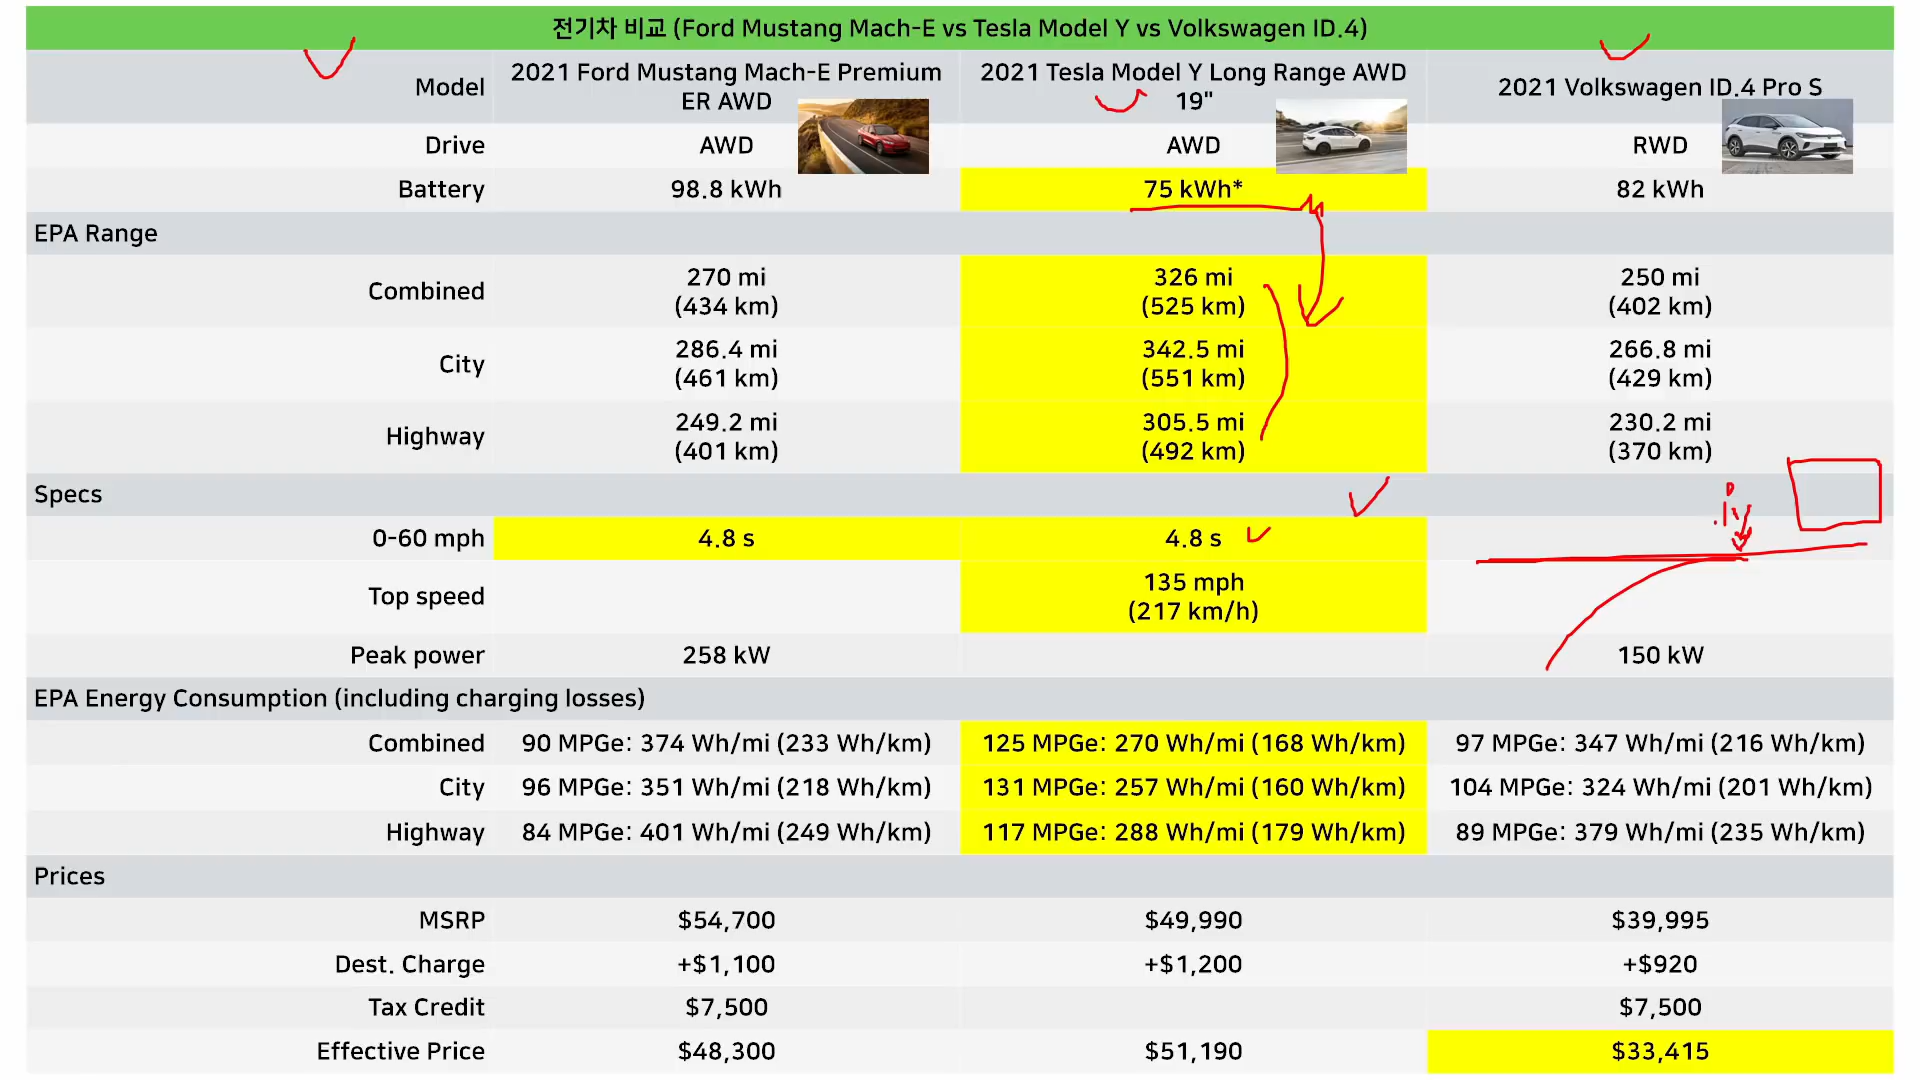 전기차 비교 (Ford Mustang Mach-E vs Tesla Model Y vs Volkswagen ID.4)
Model 2021 Ford Mustang Mach-E Premium ER AWD 2021 Tesla Model Y Long Range AWD 19" 2021 Volkswagen ID.4 Pro S
Drive AWD AWD RWD
Battery 98.8 kWh 75 kWh* 82 kWh
EPA Range
Combined 270 mi (434 km) 326 mi (525 km) 250 mi (402 km)
City 286.4 mi (461 km) 342.5 mi (551 km) 266.8 mi (429 km)
Highway 249.2 mi (401 km) 305.5 mi (492 km) 230.2 mi (370 km)
Specs
0-60 mph 4.8 s 4.8 s
Top speed 135 mph (217 km/h)
Peak power 258 kW 150 kW
EPA Energy Consumption (including charging losses)
Combined 90 MPGe: 374 Wh/mi (233 Wh/km) 125 MPGe: 270 Wh/mi (168 Wh/km) 97 MPGe: 347 Wh/mi (216 Wh/km)
City 96 MPGe: 351 Wh/mi (218 Wh/km) 131 MPGe: 257 Wh/mi (160 Wh/km) 104 MPGe: 324 Wh/mi (201 Wh/km)
Highway 84 MPGe: 401 Wh/mi (249 Wh/km) 117 MPGe: 288 Wh/mi (179 Wh/km) 89 MPGe: 379 Wh/mi (235 Wh/km)
Prices
MSRP $54,700 $49,990 $39,995
Dest. Charge +$1,100 +$1,200 +$920
Tax Credit $7,500 $7,500
Effective Price $48,300 $51,190 $33,415